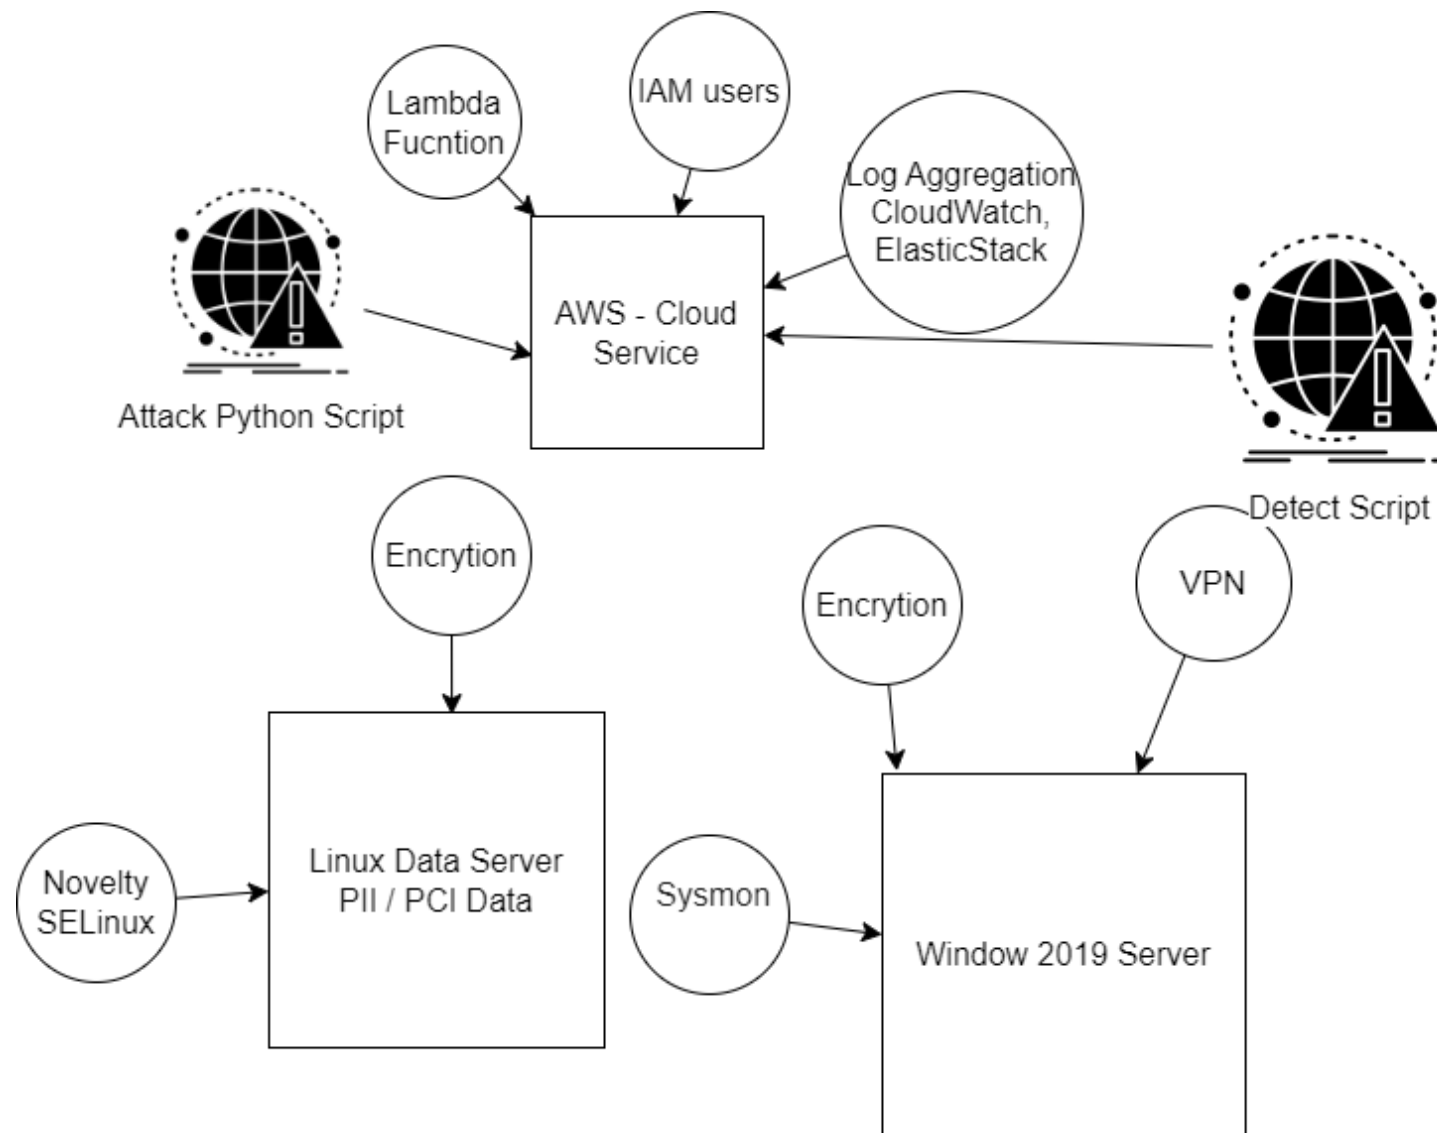 Lambda
Fucntion
IAM users
Log Aggregation
CloudWatch,
ElasticStack
AWS - Cloud
Service
Attack Python Script
Detect Script
Encrytion
Encrytion
VPN
Linux Data Server
PII / PCI Data
Novelty
SELinux
Sysmon
Window 2019 Server